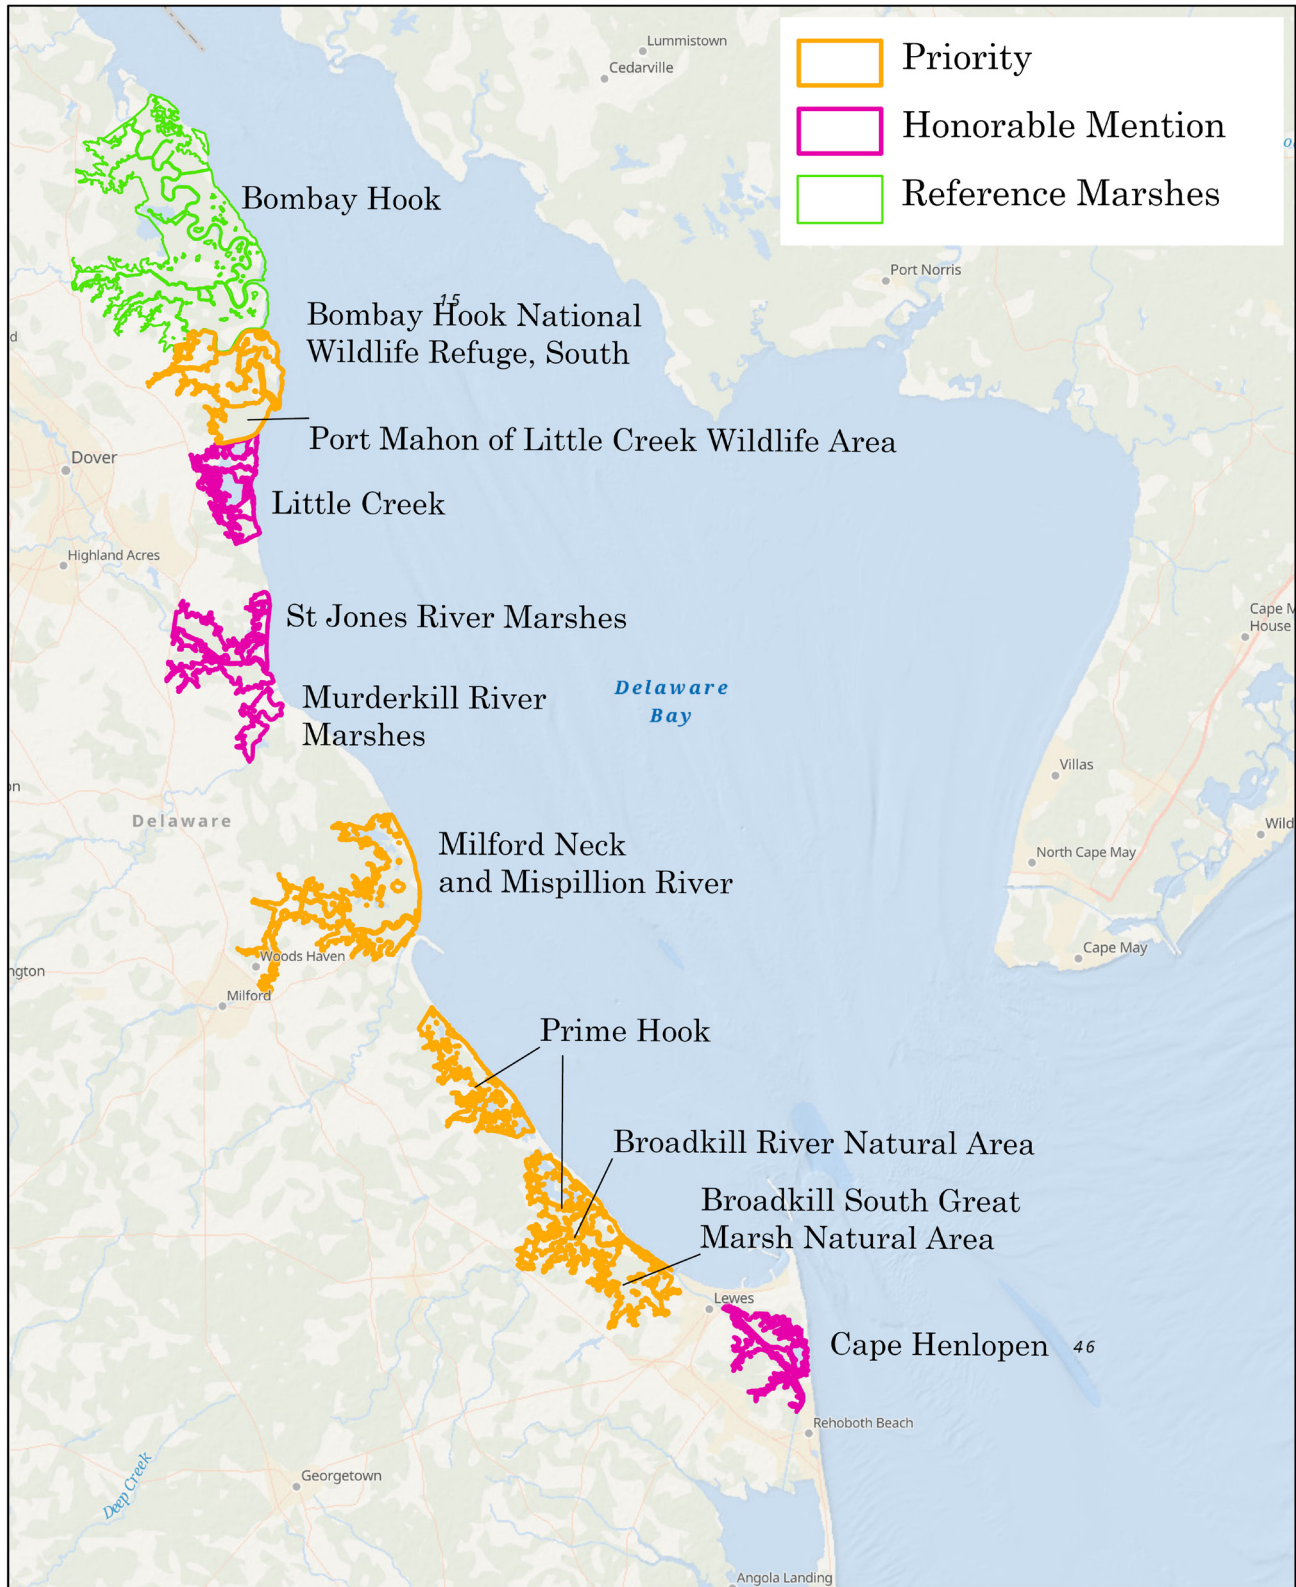 Lummistown
Cedarville
Priority
Honorable Mention
Reference Marshes
Bombay Hook
Port Norris
15
Bombay Hook National
Wildlife Refuge, South
d
Port Mahon of Little Creek Wildlife Area
Dover
Little Creek
Highland Acres
St Jones River Marshes
Cape M
House
Delaware
Bay
Murderkill River
Marshes
Villas
on
Delaware
Wild
Milford Neck
and Mispillion River
North Cape May
Cape May
Woods Haven
ngton
Milford
Prime Hook
Broadkill River Natural Area
Broadkill South Great
Marsh Natural Area
Lewes
Cape Henlopen
46
Rehoboth Beach
Georgetown
Deep Creek
Angola Landing